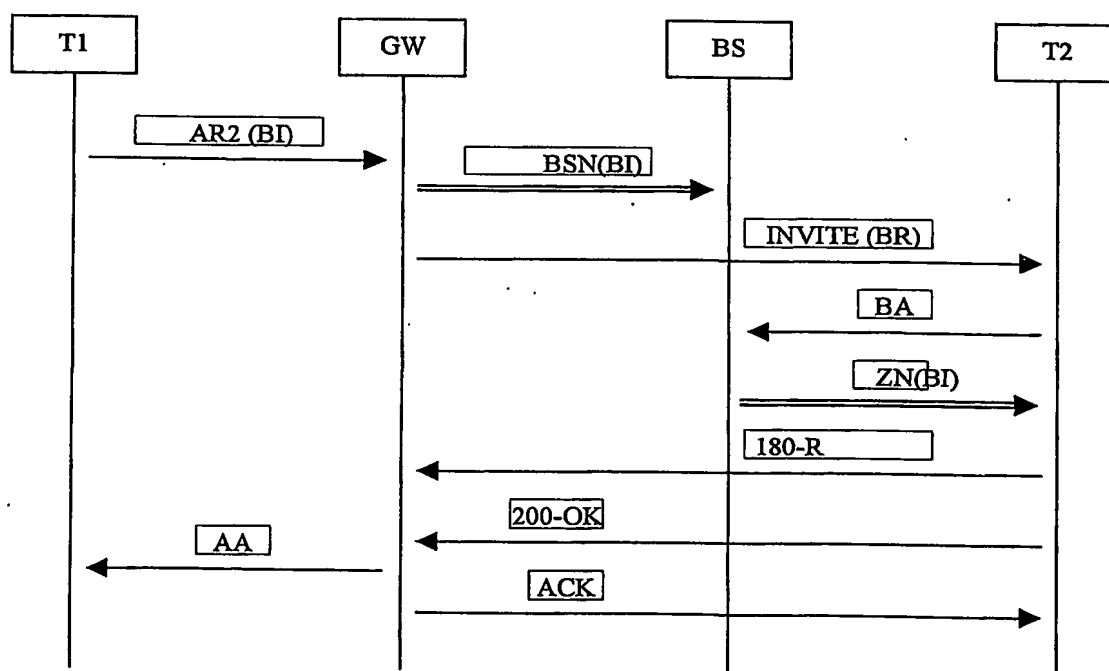 T1
GW
BS
T2
AR2 (BI)
BSN(BI)
INVITE (BR)
BA
ZN(BI)
180-R
200-OK
AA
ACK